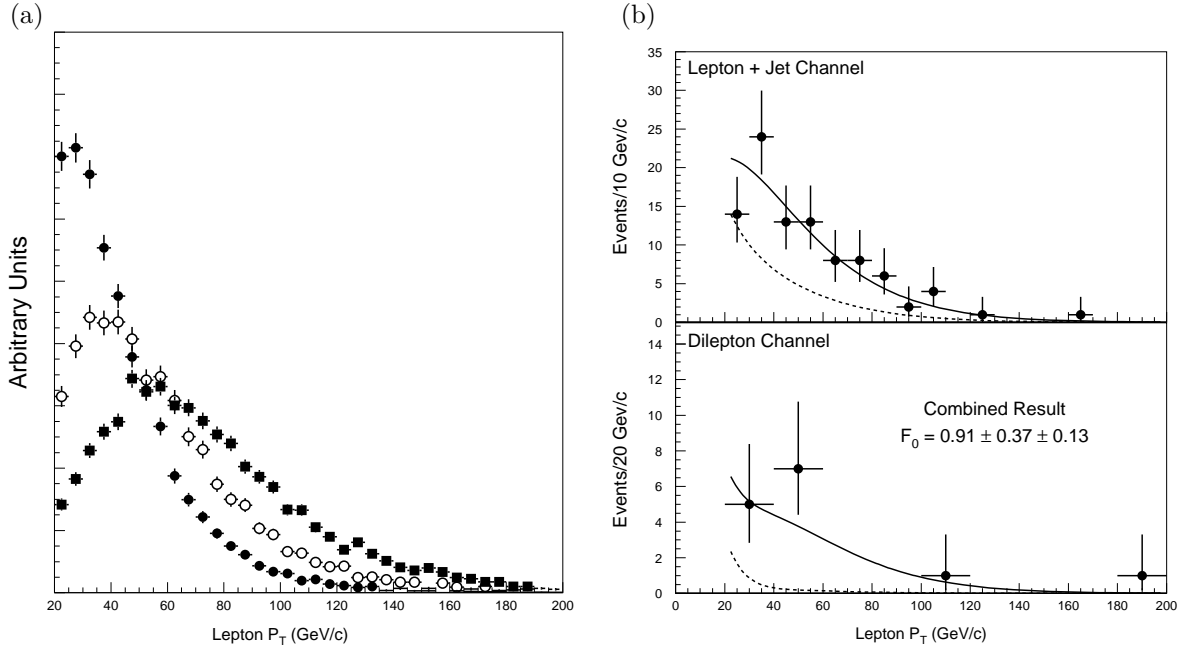 (a)
Arbitrary Units
20 40 60 80 100 120 140 160 180 200
Lepton P_T (GeV/c)
(b)
Lepton + Jet Channel
Events/10 Gev/c
35
30
25
20
15
10
5
0
Dilepton Channel
Combined Result
F_0 = 0.91 ± 0.37 ± 0.13
Events/20 Gev/c
14
12
10
8
6
4
2
0
0 20 40 60 80 100 120 140 160 180 200
Lepton P_T (GeV/c)